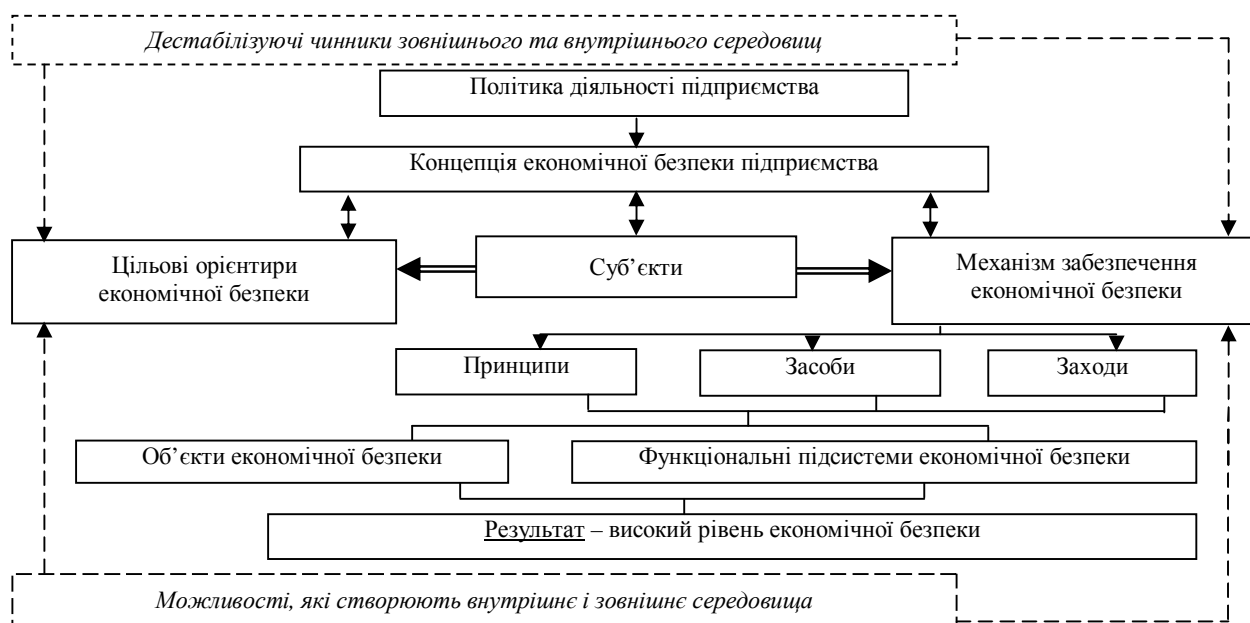 Дестабілізуючі чинники зовнішнього та внутрішнього середовищ
Політика діяльності підприємства
Концепція економічної безпеки підприємства
Цільові орієнтири
економічної безпеки
Суб’єкти
Механізм забезпечення
економічної безпеки
Принципи
Засоби
Заходи
Об’єкти економічної безпеки
Функціональні підсистеми економічної безпеки
Результат – високий рівень економічної безпеки
Можливості, які створюють внутрішнє і зовнішнє середовища